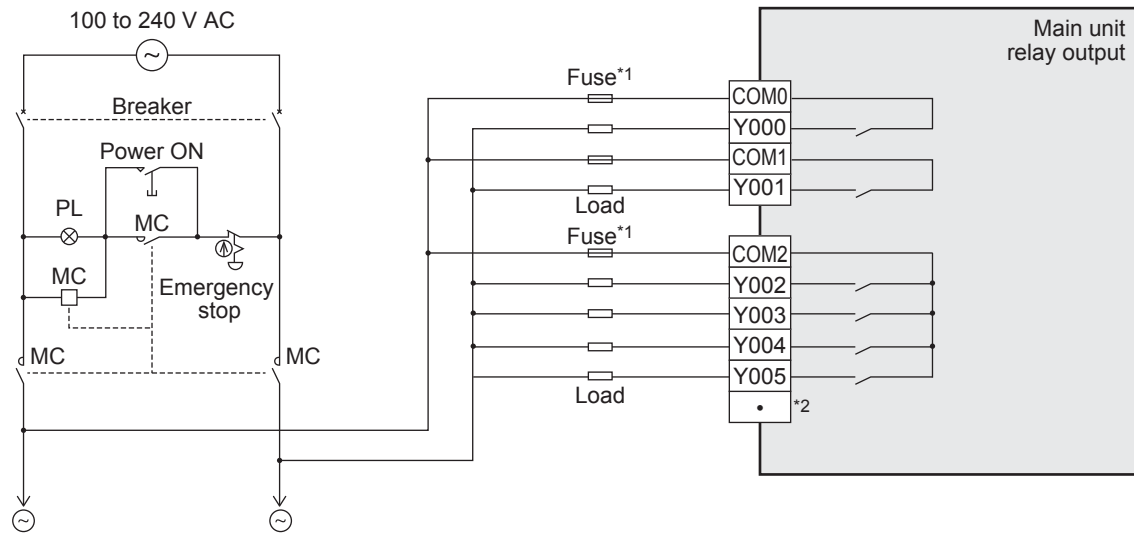 100 to 240 V AC
Breaker
Power ON
PL
MC
MC
Emergency
stop
MC
MC
Fuse*1
Load
Fuse*1
Load
COM0
Y000
COM1
Y001
COM2
Y002
Y003
Y004
Y005
*2
Main unit
relay output